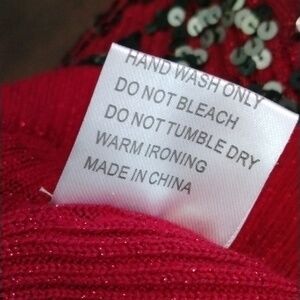 HAND WASH ONLY
DO NOT BLEACH
DO NOT TUMBLE DRY
WARM IRONING
MADE IN CHINA